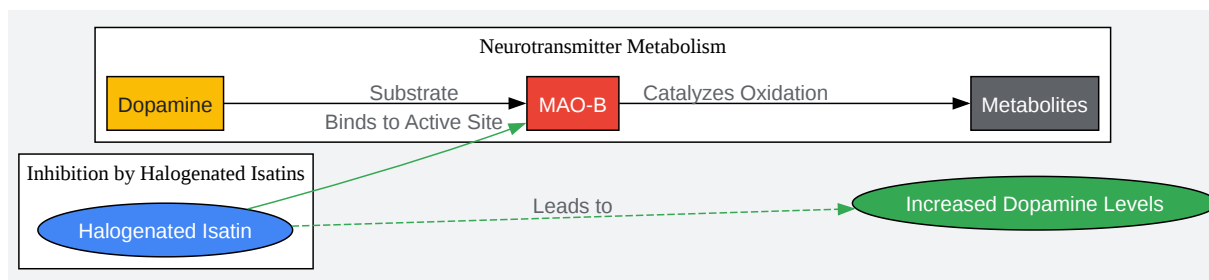 Neurotransmitter Metabolism
Dopamine
Substrate
MAO-B
Catalyzes Oxidation
Metabolites
Binds to Active Site
Inhibition by Halogenated Isatins
Halogenated Isatin
Leads to
Increased Dopamine Levels